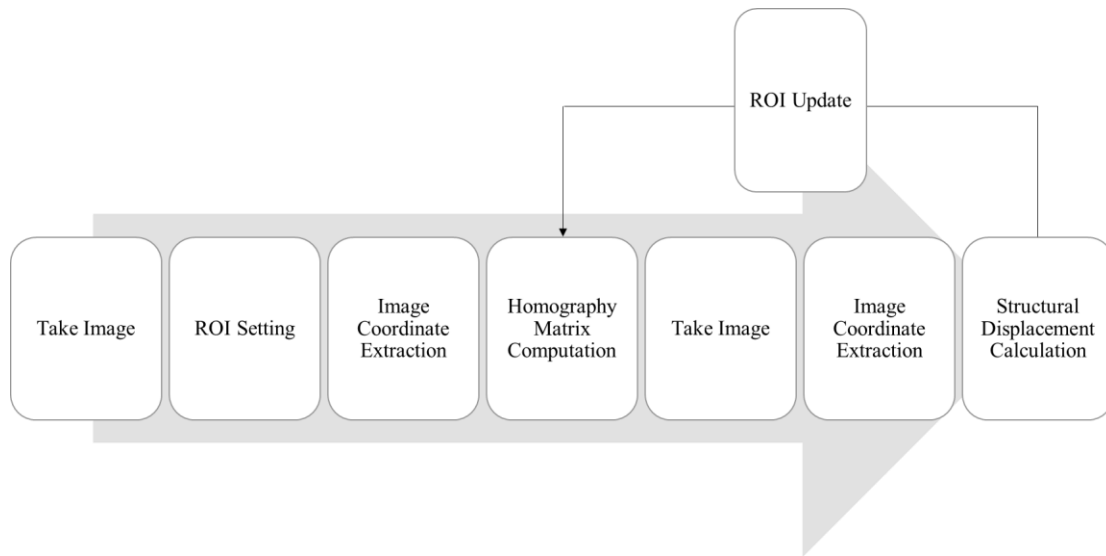 ROI Update
Take Image
ROI Setting
Image
Coordinate
Extraction
Homography
Matrix
Computation
Take Image
Image
Coordinate
Extraction
Structural
Displacement
Calculation